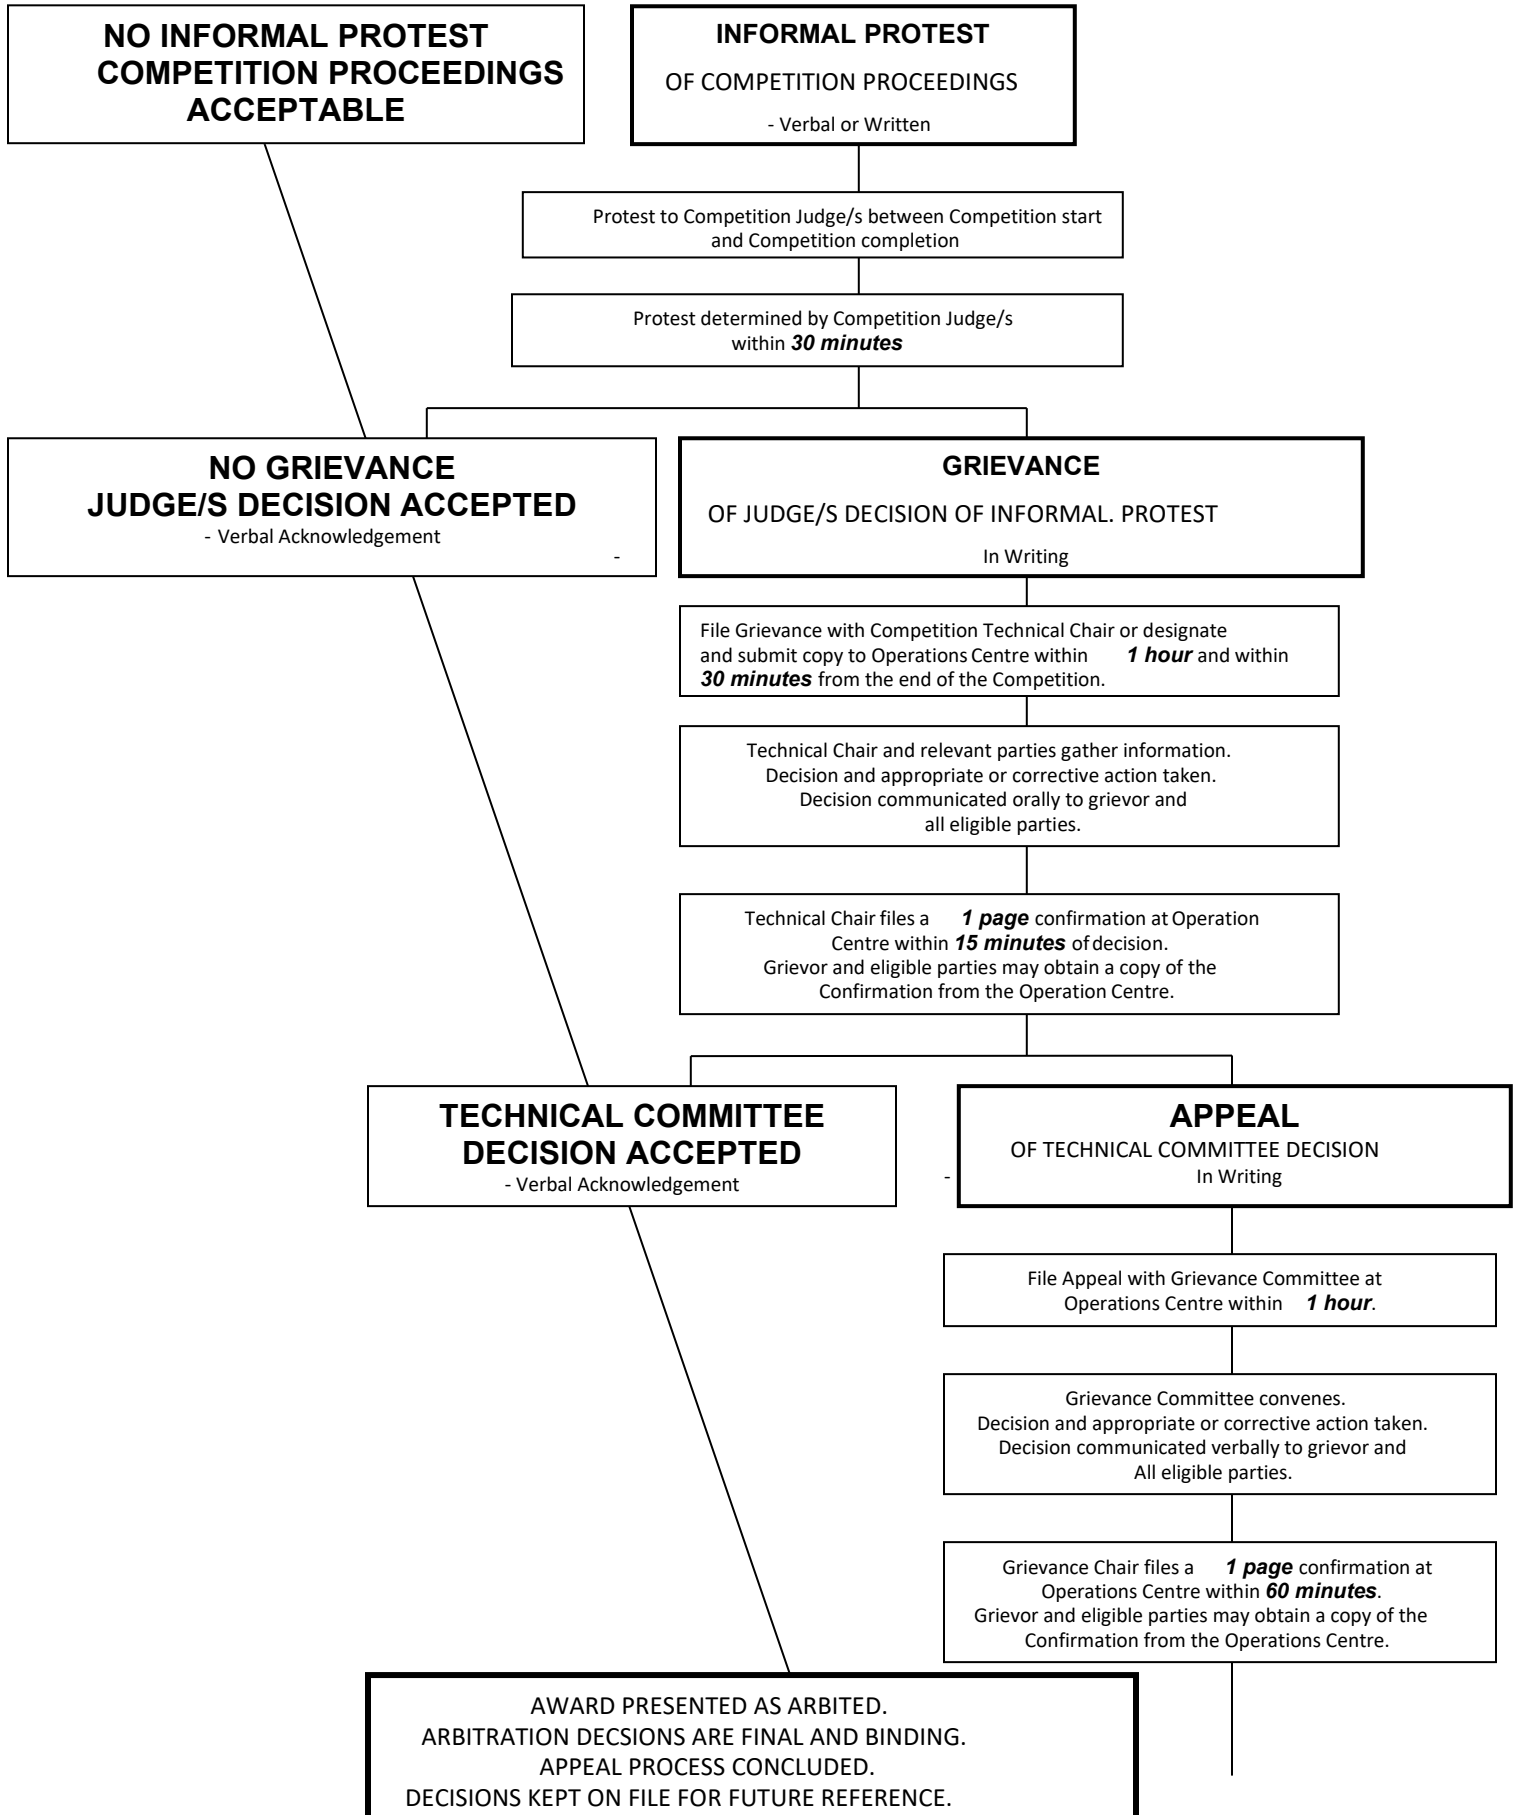 NO INFORMAL PROTEST
COMPETITION PROCEEDINGS
ACCEPTABLE
INFORMAL PROTEST
OF COMPETITION PROCEEDINGS
- Verbal or Written
Protest to Competition Judge/s between Competition start
and Competition completion
Protest determined by Competition Judge/s
within 30 minutes
NO GRIEVANCE
JUDGE/S DECISION ACCEPTED
- Verbal Acknowledgement
-
GRIEVANCE
OF JUDGE/S DECISION OF INFORMAL. PROTEST
In Writing
File Grievance with Competition Technical Chair or designate
and submit copy to Operations Centre within 1 hour and within
30 minutes from the end of the Competition.
Technical Chair and relevant parties gather information.
Decision and appropriate or corrective action taken.
Decision communicated orally to grievor and
all eligible parties.
Technical Chair files a 1 page confirmation at Operation
Centre within 15 minutes of decision.
Grievor and eligible parties may obtain a copy of the
Confirmation from the Operation Centre.
TECHNICAL COMMITTEE
DECISION ACCEPTED
- Verbal Acknowledgement
APPEAL
OF TECHNICAL COMMITTEE DECISION
- In Writing
File Appeal with Grievance Committee at
Operations Centre within 1 hour.
Grievance Committee convenes.
Decision and appropriate or corrective action taken.
Decision communicated verbally to grievor and
All eligible parties.
Grievance Chair files a 1 page confirmation at
Operations Centre within 60 minutes.
Grievor and eligible parties may obtain a copy of the
Confirmation from the Operations Centre.
AWARD PRESENTED AS ARBITED.
ARBITRATION DECSIONS ARE FINAL AND BINDING.
APPEAL PROCESS CONCLUDED.
DECISIONS KEPT ON FILE FOR FUTURE REFERENCE.